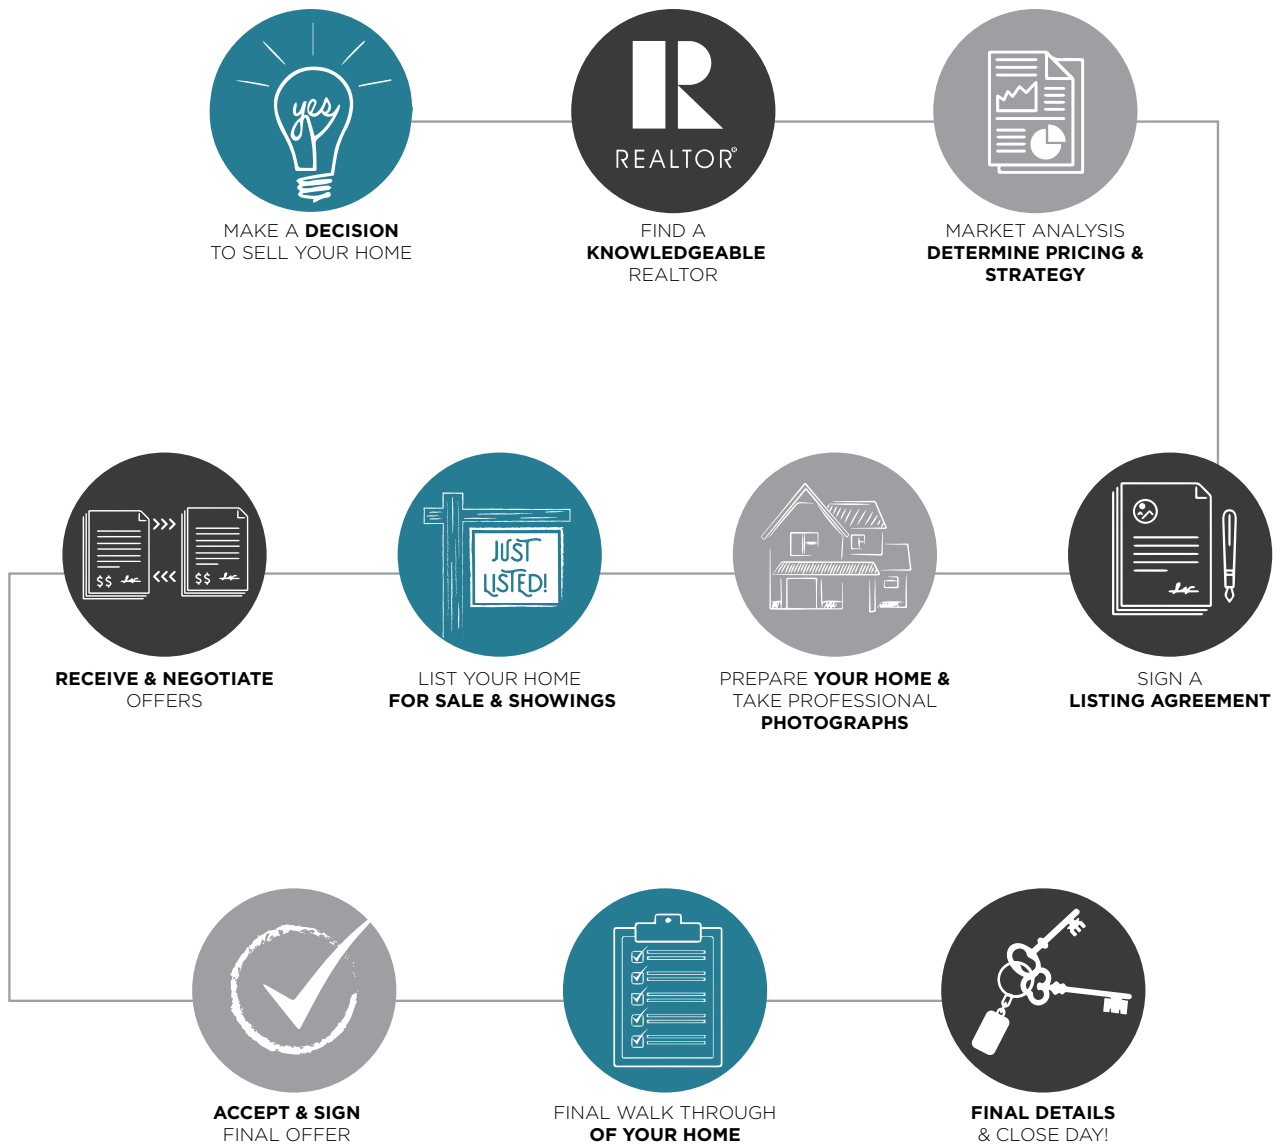 yes
REALTOR®
MAKE A DECISION
TO SELL YOUR HOME
FIND A
KNOWLEDGEABLE
REALTOR
MARKET ANALYSIS
DETERMINE PRICING &
STRATEGY
SIGN A
LISTING AGREEMENT
PREPARE YOUR HOME &
TAKE PROFESSIONAL
PHOTOGRAPHS
JUST
LISTED!
LIST YOUR HOME
FOR SALE & SHOWINGS
$$
$$
RECEIVE & NEGOTIATE
OFFERS
ACCEPT & SIGN
FINAL OFFER
FINAL WALK THROUGH
OF YOUR HOME
FINAL DETAILS
& CLOSE DAY!